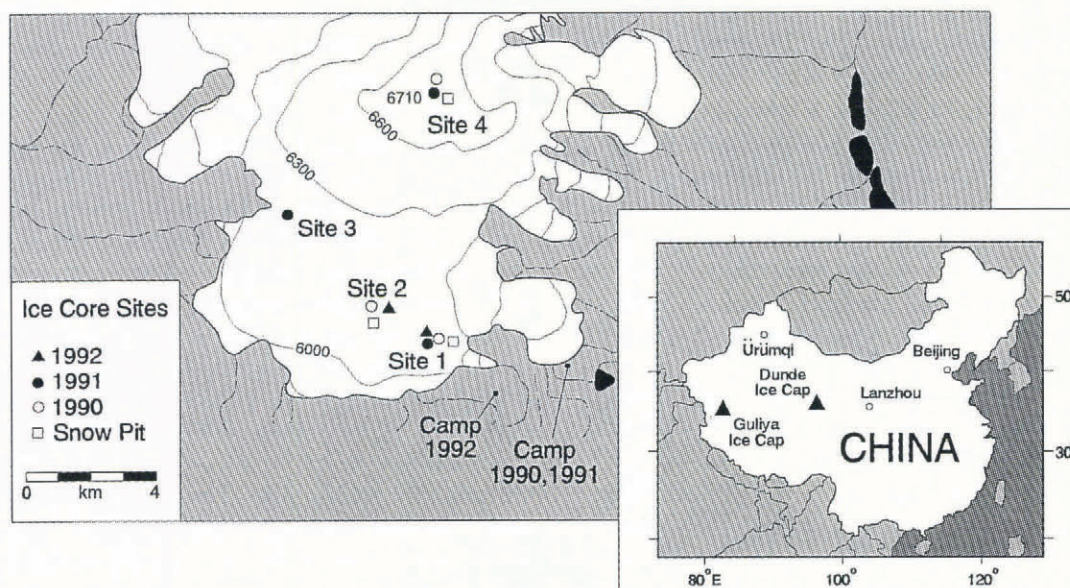 6710
Site 4
6600
6300
Site 3
Site 2
6000
Site 1
Camp
1992
Camp
1990,1991
Ice Core Sites
1992
1991
1990
Snow Pit
0
km
4
50
30
Ürümqi
Beijing
Dunde
Ice Cap
Lanzhou
Guliya
Ice Cap
CHINA
80°E
100°
120°